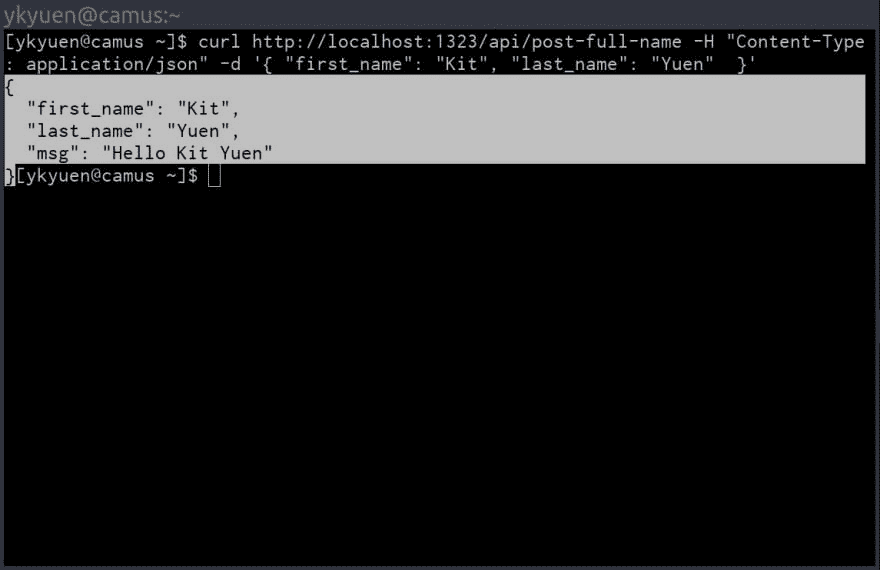 ykyuen@camus:~
[ykyuen@camus ~]$ curl http://localhost:1323/api/post-full-name -H "Content-Type
: application/json" -d '{ "first_name": "Kit", "last_name": "Yuen"  }'
{
  "first_name": "Kit",
  "last_name": "Yuen",
  "msg": "Hello Kit Yuen"
}[ykyuen@camus ~]$